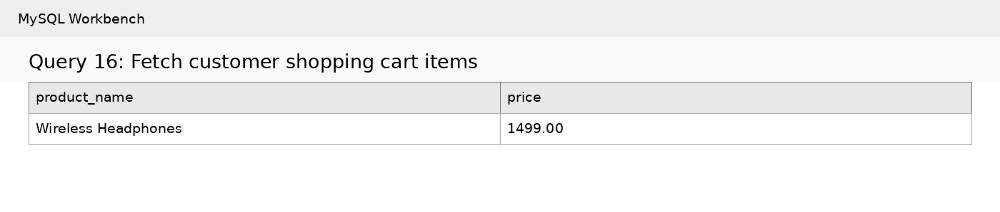 MySQL Workbench
Query 16: Fetch customer shopping cart items
product_name price
Wireless Headphones 1499.00